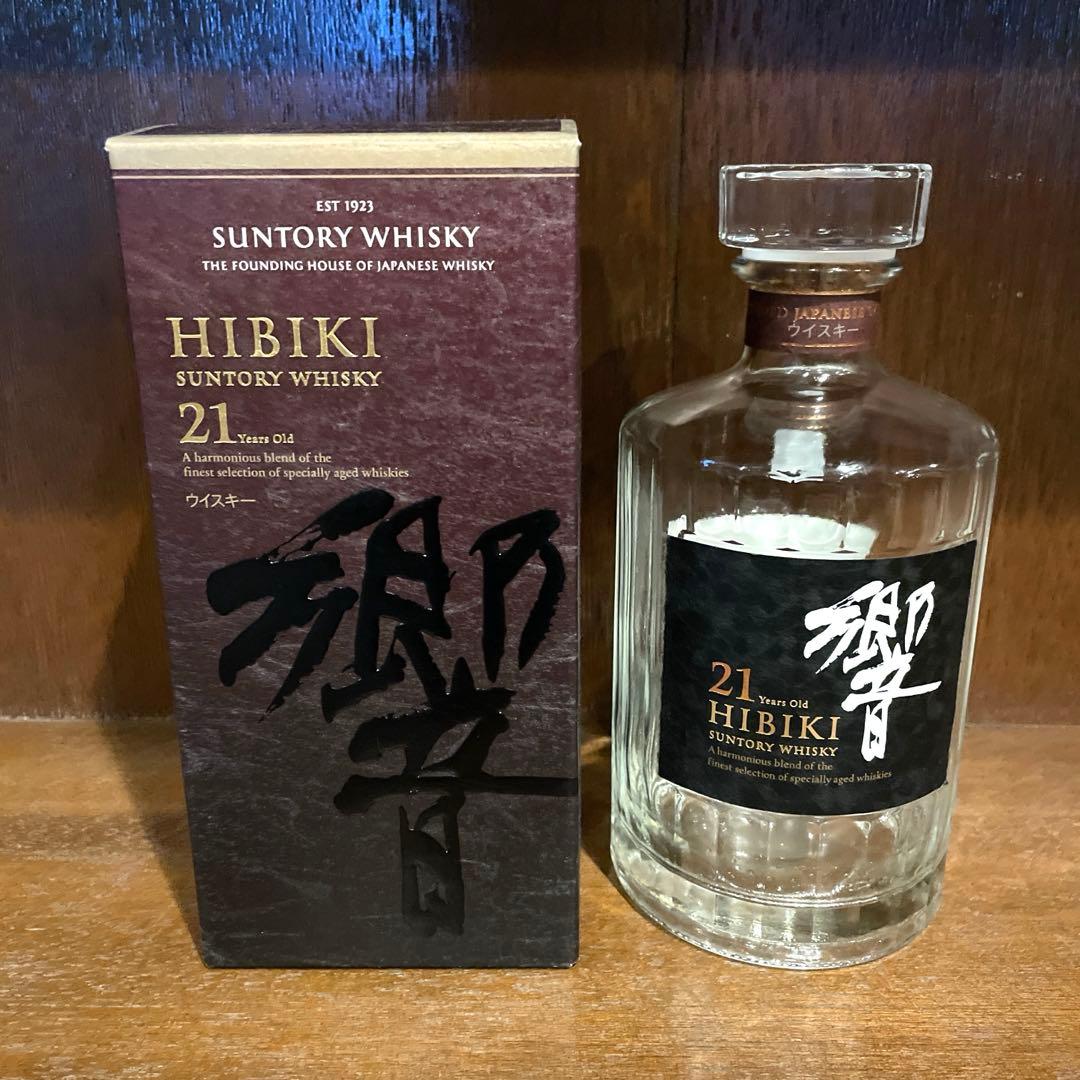 EST 1923
SUNTORY WHISKY
THE FOUNDING HOUSE OF JAPANESE WHISKY
HIBIKI
SUNTORY WHISKY
21 Years Old
A harmonious blend of the
finest selection of specially aged whiskies
ウイスキー
響
JAPANESE
ウイスキー
響
21 Years Old
HIBIKI
SUNTORY WHISKY
A harmonious blend of the
finest selection of specially aged whiskies